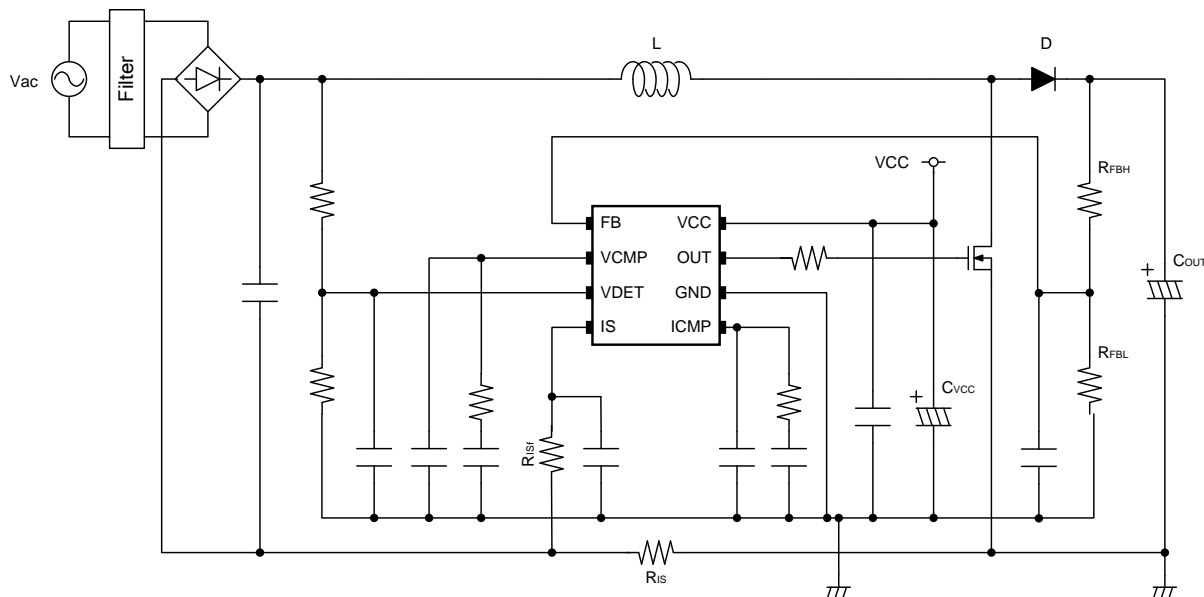 L
D
Vac
Filter
VCC
RFBH
FB
VCC
VCMP
OUT
COUT
VDET
GND
IS
ICMP
RFBL
CVCC
RISf
RIS